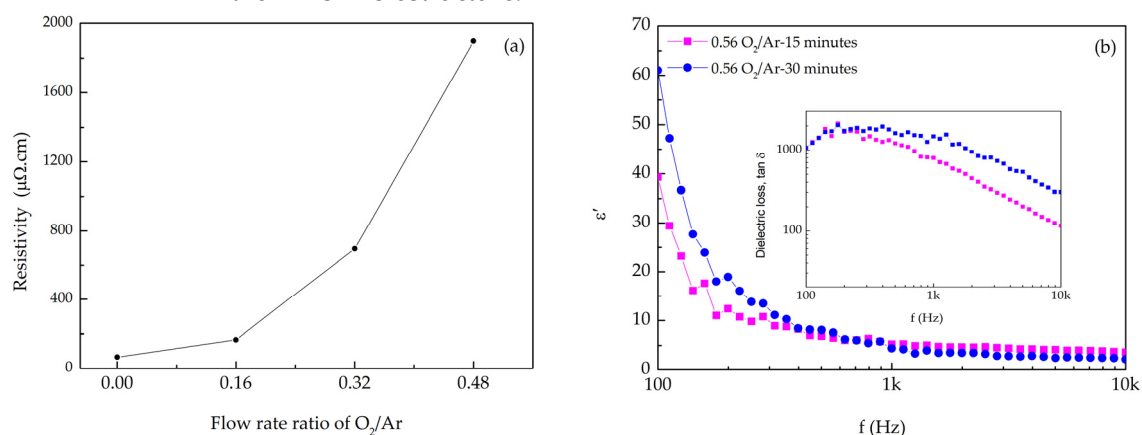 (a)
2000
1600
1200
800
400
0
Resistivity (μΩ.cm)
0.00 0.16 0.32 0.48
Flow rate ratio of O2/Ar
(b)
0.56 O2/Ar-15 minutes
0.56 O2/Ar-30 minutes
70
60
50
40
30
20
10
0
ε′
100 1k 10k
f (Hz)
1000
100
Dielectric loss, tan δ
100 1k 10k
f (Hz)